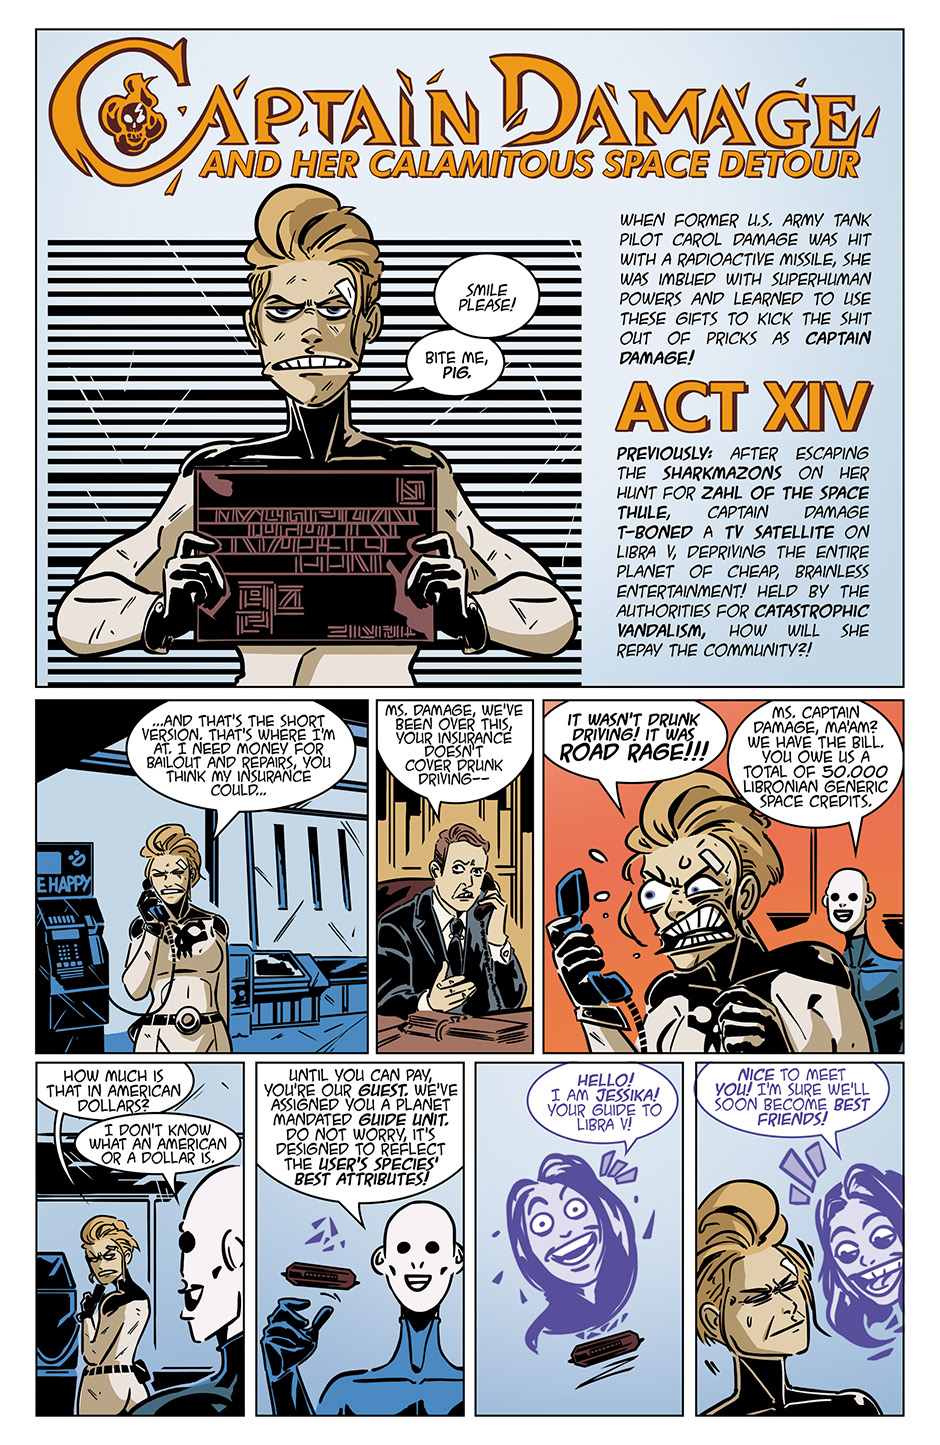 CAPTAIN DAMAGE
AND HER CALAMITOUS SPACE DETOUR
SMILE
PLEASE!
BITE ME,
PIG.
WHEN FORMER U.S. ARMY TANK
PILOT CAROL DAMAGE WAS HIT
WITH A RADIOACTIVE MISSILE, SHE
WAS IMBUED WITH SUPERHUMAN
POWERS AND LEARNED TO USE
THESE GIFTS TO KICK THE SHIT
OUT OF PRICKS AS CAPTAIN
DAMAGE!
ACT XIV
PREVIOUSLY: AFTER ESCAPING
THE SHARKMAZONS ON HER
HUNT FOR ZAHL OF THE SPACE
THULE, CAPTAIN DAMAGE
T-BONED A TV SATELLITE ON
LIBRA V, DEPRIVING THE ENTIRE
PLANET OF CHEAP, BRAINLESS
ENTERTAINMENT! HELD BY THE
AUTHORITIES FOR CATASTROPHIC
VANDALISM, HOW WILL SHE
REPAY THE COMMUNITY?!
...AND THAT'S THE SHORT
VERSION. THAT'S WHERE I'M
AT. I NEED MONEY FOR
BAILOUT AND REPAIRS, YOU
THINK MY INSURANCE
COULD...
E HAPPY
MS. DAMAGE, WE'VE
BEEN OVER THIS,
YOUR INSURANCE
DOESN'T
COVER DRUNK
DRIVING--
IT WASN'T DRUNK
DRIVING! IT WAS
ROAD RAGE!!!
MS. CAPTAIN
DAMAGE, MA'AM?
WE HAVE THE BILL.
YOU OWE US A
TOTAL OF 50.000
LIBRONIAN GENERIC
SPACE CREDITS.
HOW MUCH IS
THAT IN AMERICAN
DOLLARS?
I DON'T KNOW
WHAT AN AMERICAN
OR A DOLLAR IS.
UNTIL YOU CAN PAY,
YOU'RE OUR GUEST. WE'VE
ASSIGNED YOU A PLANET
MANDATED GUIDE UNIT.
DO NOT WORRY, IT'S
DESIGNED TO REFLECT
THE USER'S SPECIES'
BEST ATTRIBUTES!
HELLO!
I AM JESSIKA!
YOUR GUIDE TO
LIBRA V!
NICE TO MEET
YOU! I'M SURE WE'LL
SOON BECOME BEST
FRIENDS!